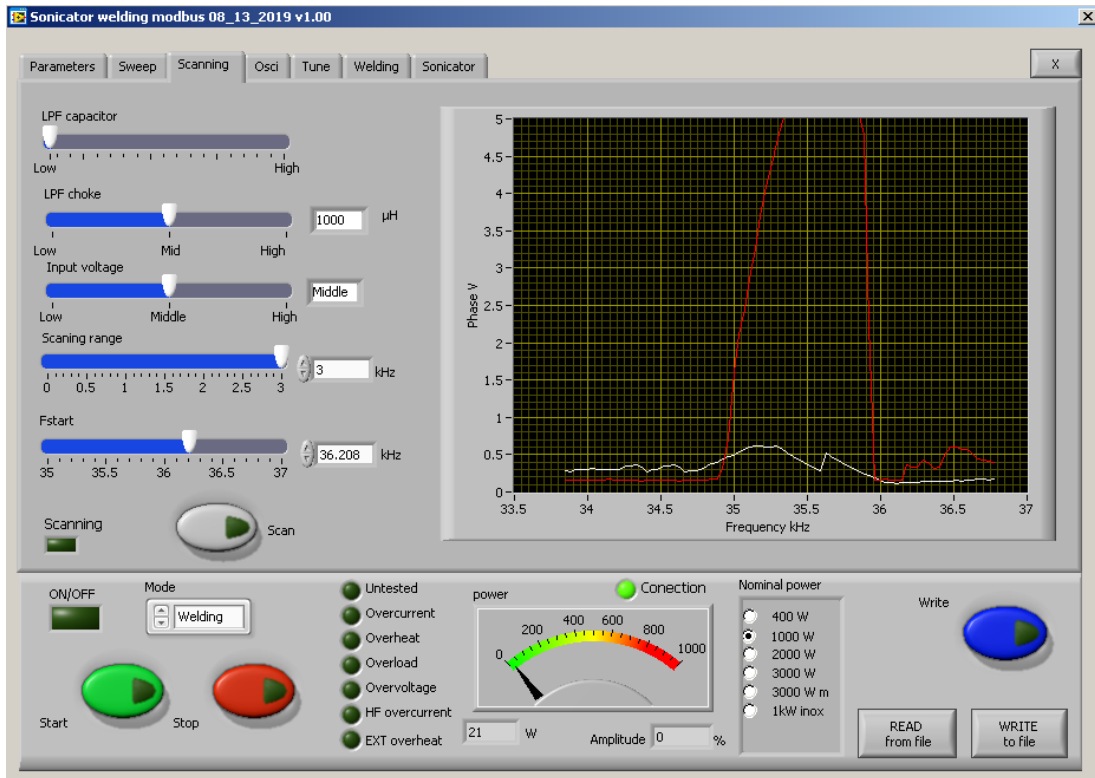 Sonicator welding modbus 08_13_2019 v1.00
Parameters Sweep Scanning Osci Tune Welding Sonicator X
LPF capacitor
Low High
LPF choke
1000 µH
Low Mid High
Input voltage
Middle
Low Middle High
Scaning range
3 kHz
0 0.5 1 1.5 2 2.5 3
Fstart
36.208 kHz
35 35.5 36 36.5 37
Scanning
Scan
Phase V
5
4.5
4
3.5
3
2.5
2
1.5
1
0.5
0
33.5 34 34.5 35 35.5 36 36.5 37
Frequency kHz
ON/OFF
Mode
Welding
Start
Stop
Untested
Overcurrent
Overheat
Overload
Overvoltage
HF overcurrent
EXT overheat
power
Conection
0 200 400 600 800 1000
21 W
Amplitude 0 %
Nominal power
400 W
1000 W
2000 W
3000 W
3000 W m
1kW inox
Write
READ
from file
WRITE
to file